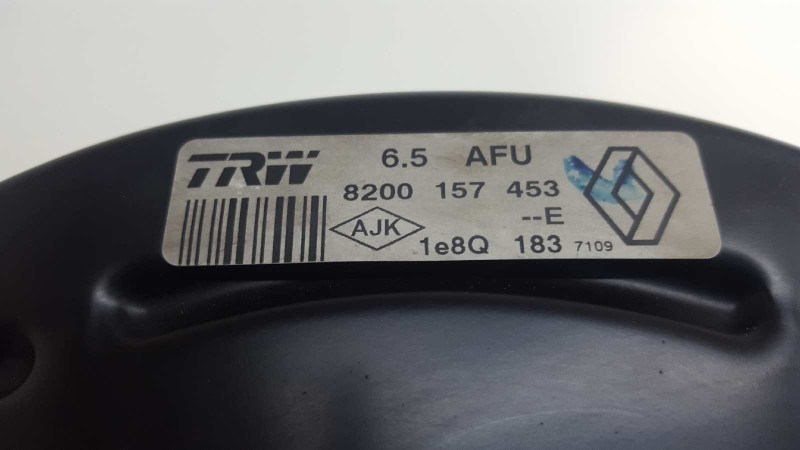 TRW 6.5 AFU
8200 157 453
--E
AJK
1e8Q 183 7109